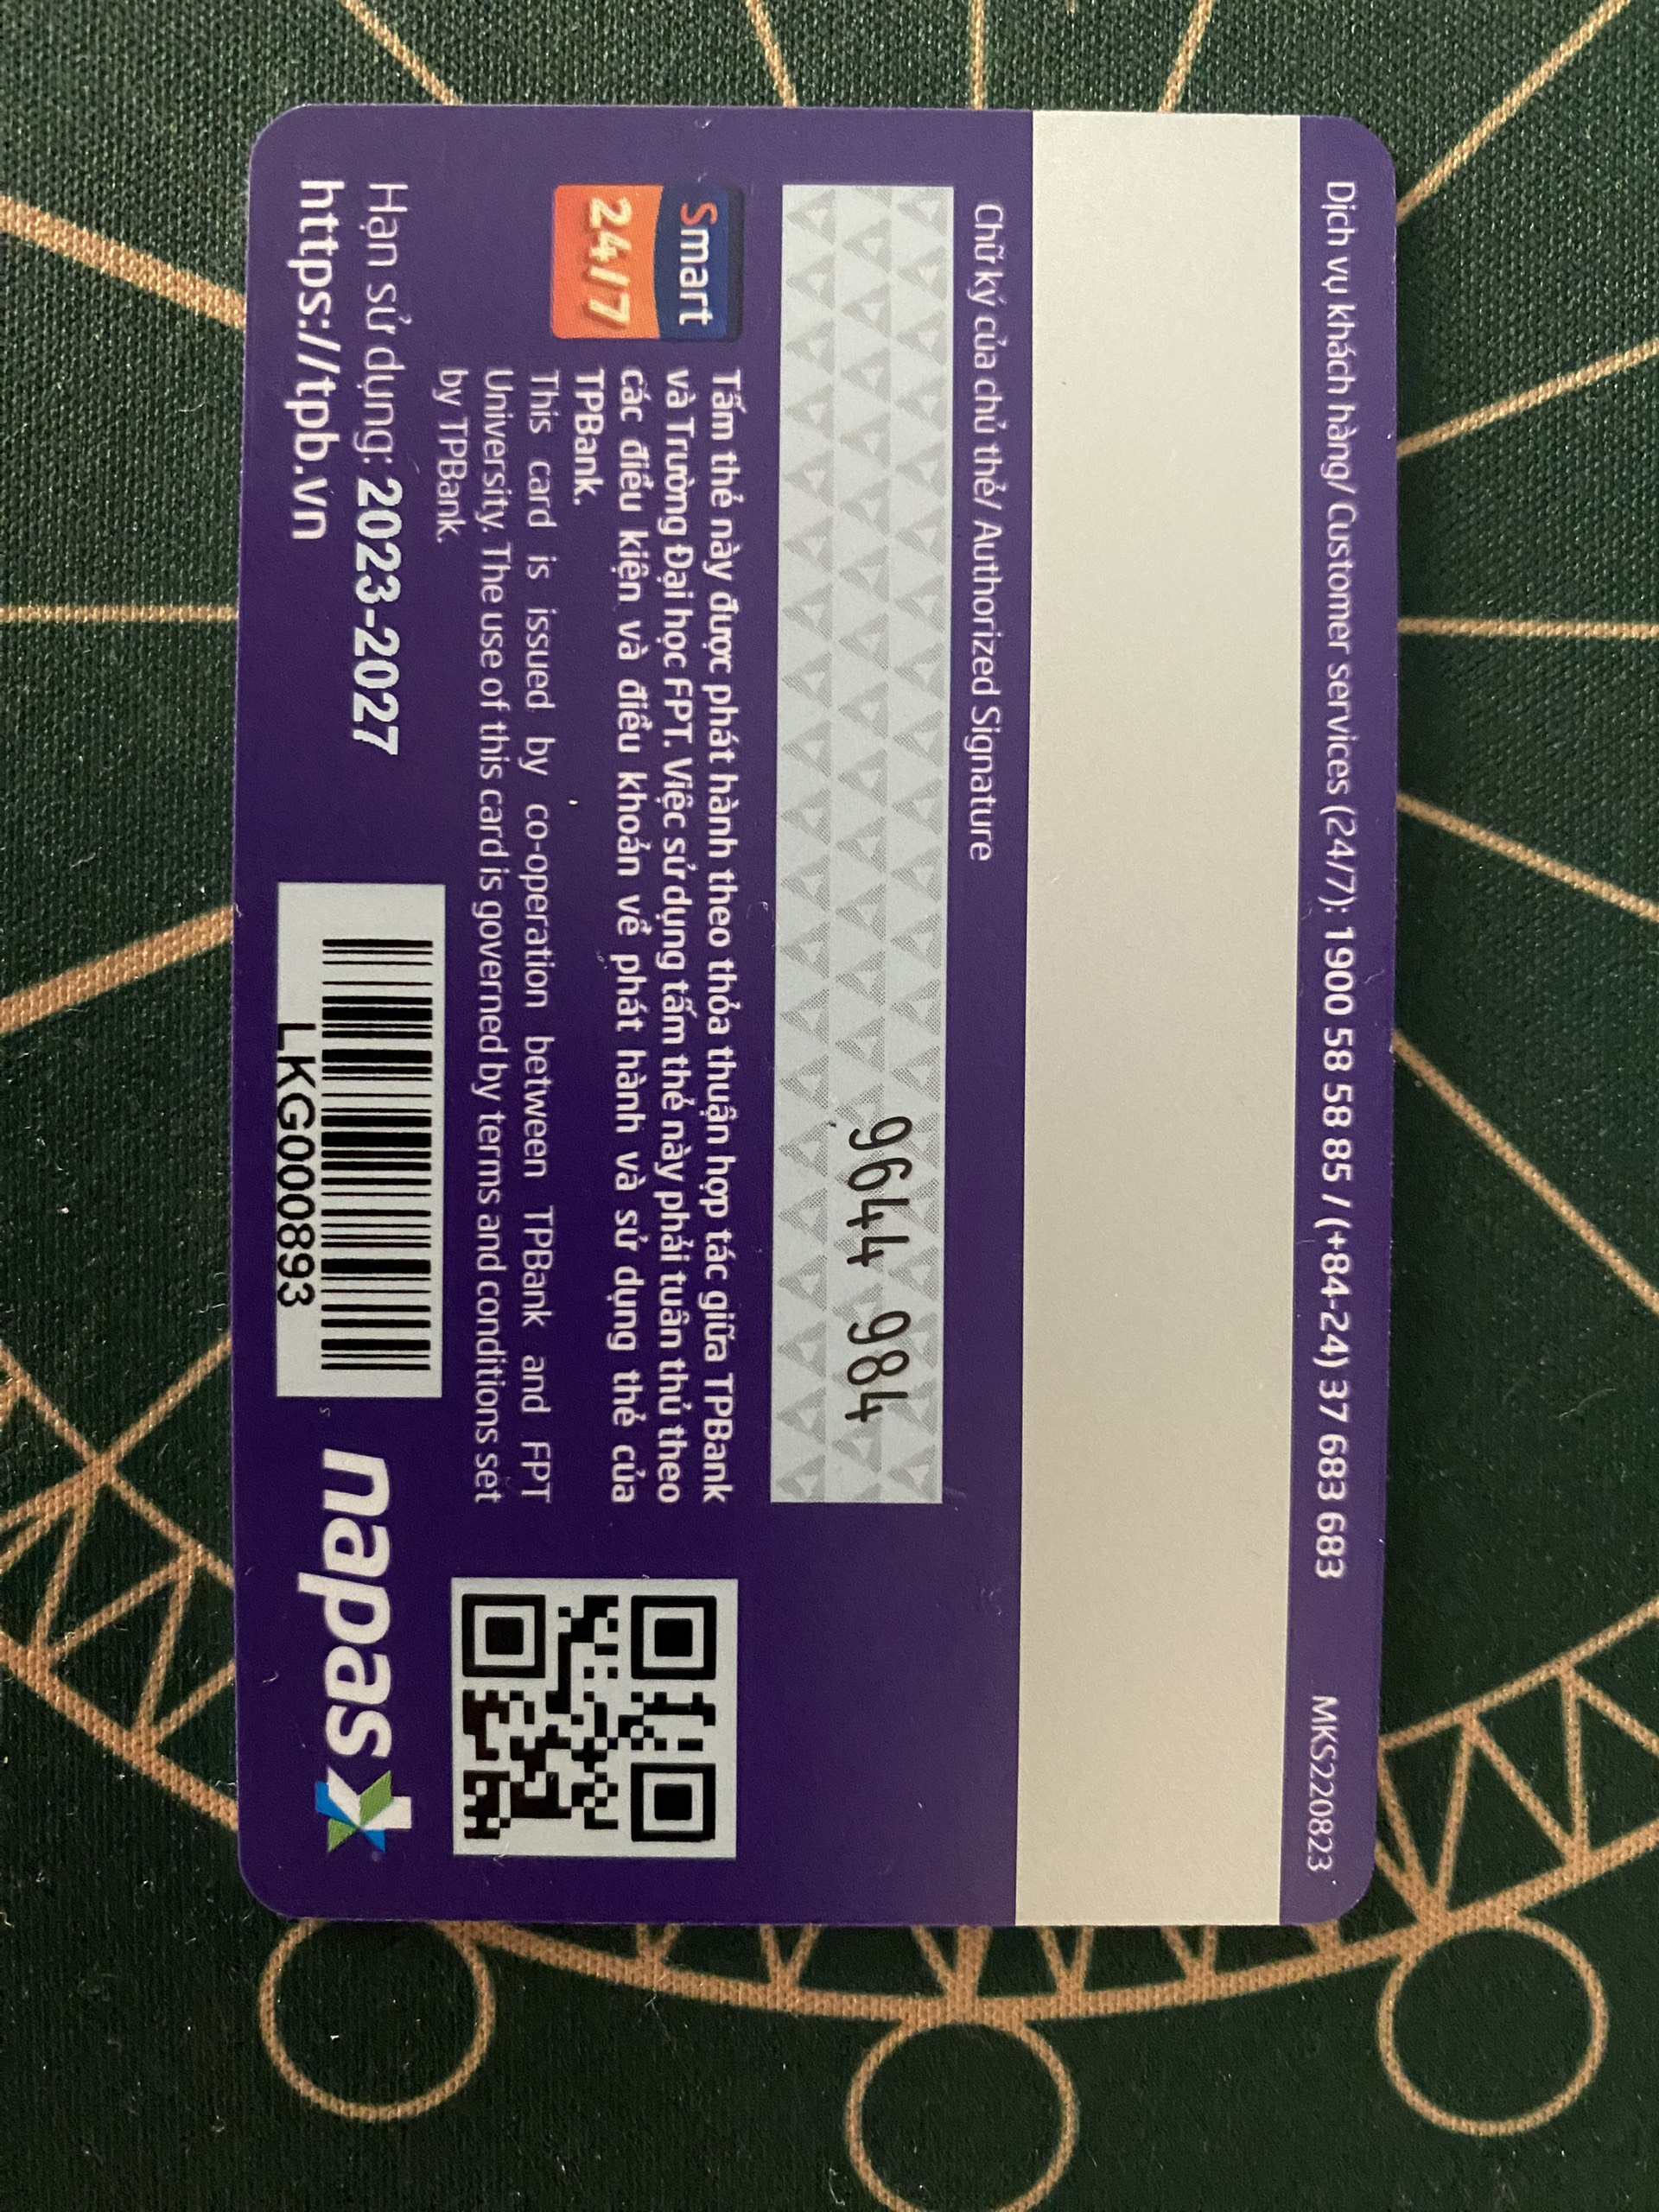 Dịch vụ khách hàng/ Customer services (24/7): 1900 58 58 85 / (+84-24) 37 683 683
MKS220823
Chữ ký của chủ thẻ/ Authorized Signature
9644 984
Smart
24/7
Tấm thẻ này được phát hành theo thỏa thuận hợp tác giữa TPBank
và Trường Đại học FPT. Việc sử dụng tấm thẻ này phải tuân thủ theo
các điều kiện và điều khoản về phát hành và sử dụng thẻ của
TPBank.
This card is issued by co-operation between TPBank and FPT
University. The use of this card is governed by terms and conditions set
by TPBank.
Hạn sử dụng: 2023-2027
https://tpb.vn
LKG000893
napas